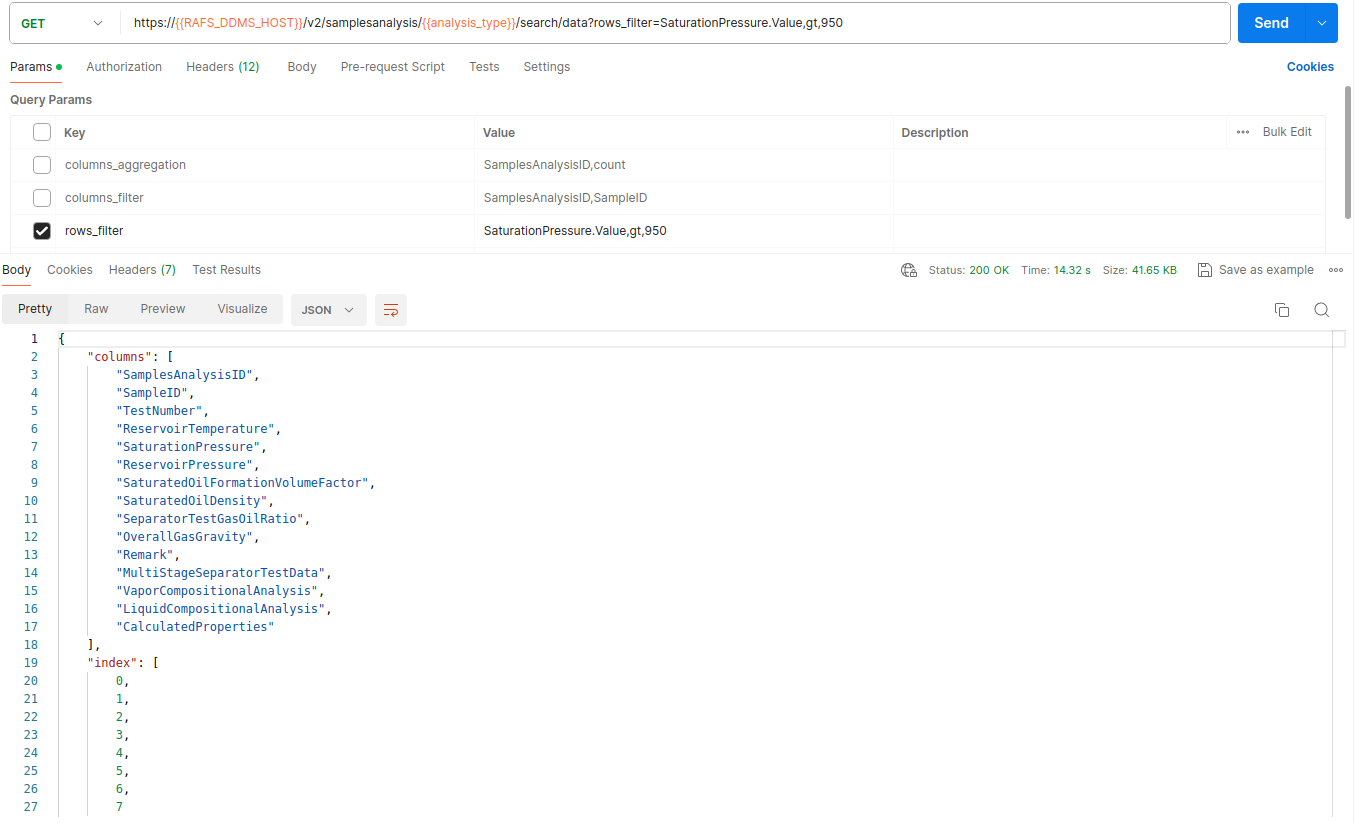 GET https://{{RAFS_DDMS_HOST}}/v2/samplesanalysis/{{analysis_type}}/search/data?rows_filter=SaturationPressure.Value,gt,950 Send
Params Authorization Headers (12) Body Pre-request Script Tests Settings Cookies
Query Params
Key Value Description Bulk Edit
columns_aggregation SamplesAnalysisID,count
columns_filter SamplesAnalysisID,SampleID
rows_filter SaturationPressure.Value,gt,950
Body Cookies Headers (7) Test Results Status: 200 OK Time: 14.32 s Size: 41.65 KB Save as example
Pretty Raw Preview Visualize JSON
1 {
2 "columns": [
3 "SamplesAnalysisID",
4 "SampleID",
5 "TestNumber",
6 "ReservoirTemperature",
7 "SaturationPressure",
8 "ReservoirPressure",
9 "SaturatedOilFormationVolumeFactor",
10 "SaturatedOilDensity",
11 "SeparatorTestGasOilRatio",
12 "OverallGasGravity",
13 "Remark",
14 "MultiStageSeparatorTestData",
15 "VaporCompositionalAnalysis",
16 "LiquidCompositionalAnalysis",
17 "CalculatedProperties"
18 ],
19 "index": [
20 0,
21 1,
22 2,
23 3,
24 4,
25 5,
26 6,
27 7